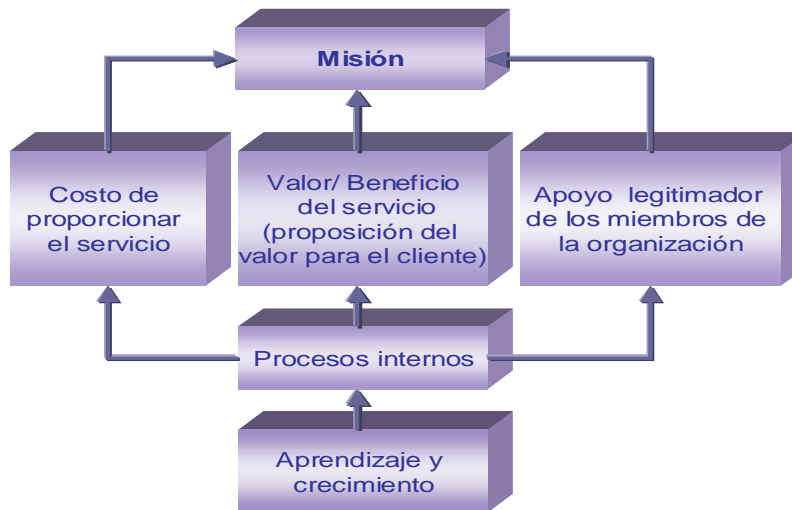 Misión
Costo de
proporcionar
el servicio
Valor/ Beneficio
del servicio
(proposición del
valor para el cliente)
Apoyo legitimador
de los miembros de
la organización
Procesos internos
Aprendizaje y
crecimiento